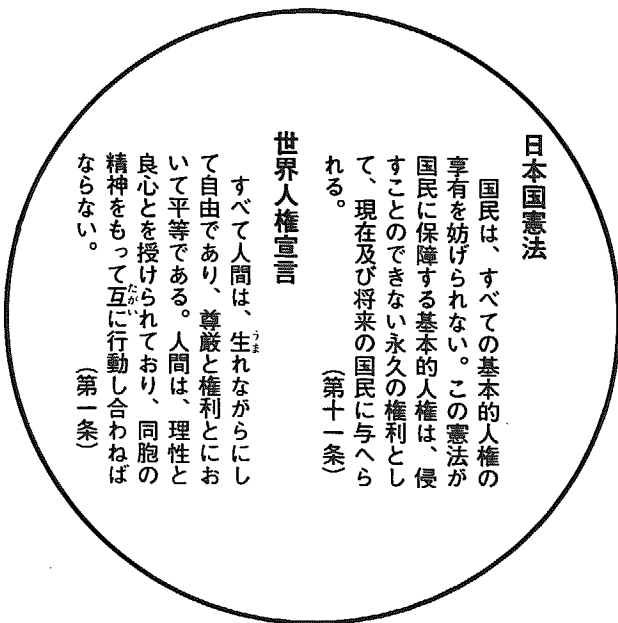 日本国憲法
国民は、すべての基本的人権の
享有を妨げられない。この憲法が
国民に保障する基本的人権は、侵
すことのできない永久の権利とし
て、現在及び将来の国民に与へら
れる。
(第十一条)
世界人権宣言
すべて人間は、生れながらにし
て自由であり、尊厳と権利とにお
いて平等である。人間は、理性と
良心とを授けられており、同胞の
精神をもって互に行動し合わねば
ならない。
(第一条)
うま
たがい